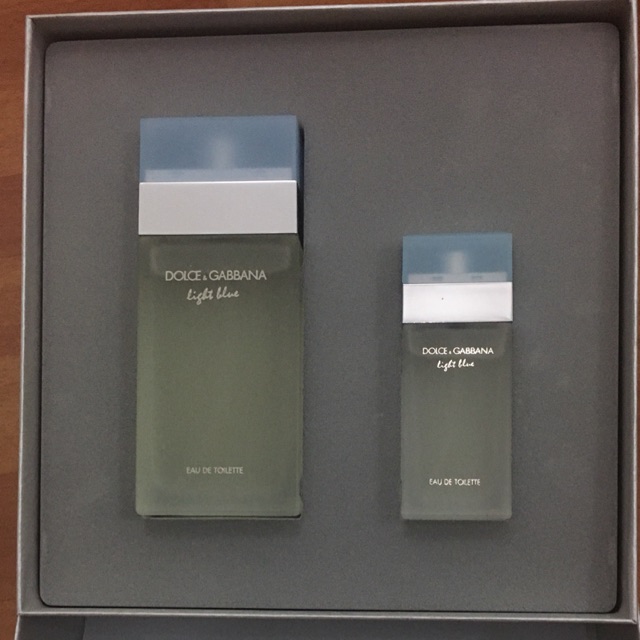 DOLCE & GABBANA
light blue
EAU DE TOILETTE
DOLCE & GABBANA
light blue
EAU DE TOILETTE